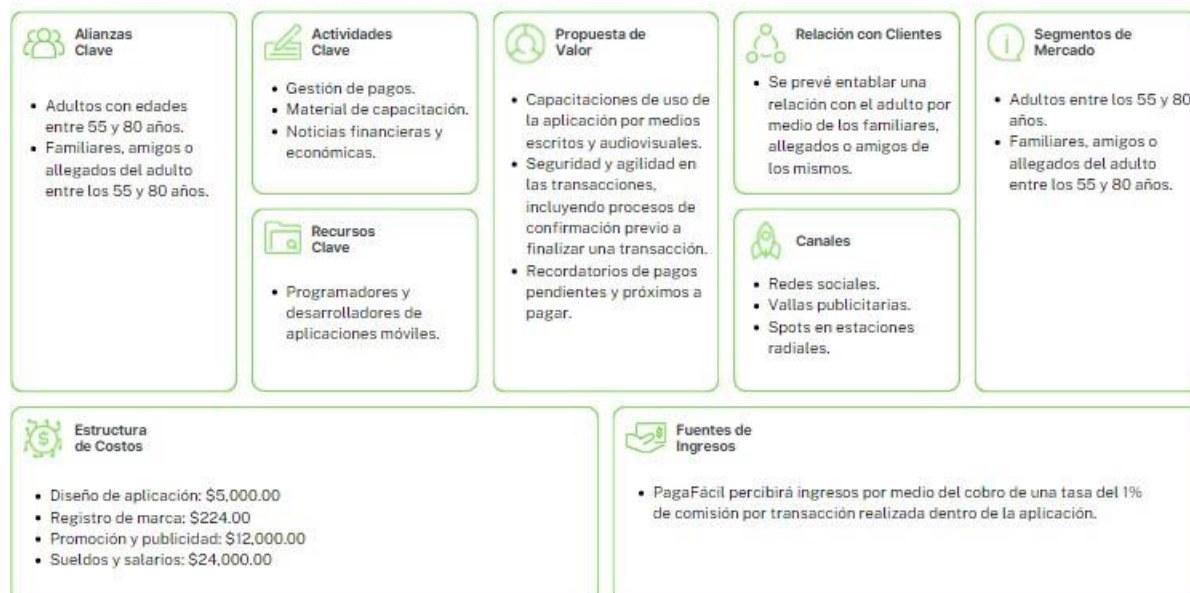 Alianzas
Clave
• Adultos con edades
entre 55 y 80 años.
• Familiares, amigos o
allegados del adulto
entre los 55 y 80 años.
Actividades
Clave
• Gestión de pagos.
• Material de capacitación.
• Noticias financieras y
económicas.
Recursos
Clave
• Programadores y
desarrolladores de
aplicaciones móviles.
Propuesta de
Valor
• Capacitaciones de uso de
la aplicación por medios
escritos y audiovisuales.
• Seguridad y agilidad en
las transacciones,
incluyendo procesos de
confirmación previo a
finalizar una transacción.
• Recordatorios de pagos
pendientes y próximos a
pagar.
Relación con Clientes
• Se prevé entablar una
relación con el adulto por
medio de los familiares,
allegados o amigos de
los mismos.
Canales
• Redes sociales.
• Vallas publicitarias.
• Spots en estaciones
radiales.
Segmentos de
Mercado
• Adultos entre los 55 y 80
años.
• Familiares, amigos o
allegados del adulto
entre los 55 y 80 años.
Estructura
de Costos
• Diseño de aplicación: $5,000.00
• Registro de marca: $224.00
• Promoción y publicidad: $12,000.00
• Sueldos y salarios: $24,000.00
Fuentes de
Ingresos
• PagaFácil percibirá ingresos por medio del cobro de una tasa del 1%
de comisión por transacción realizada dentro de la aplicación.